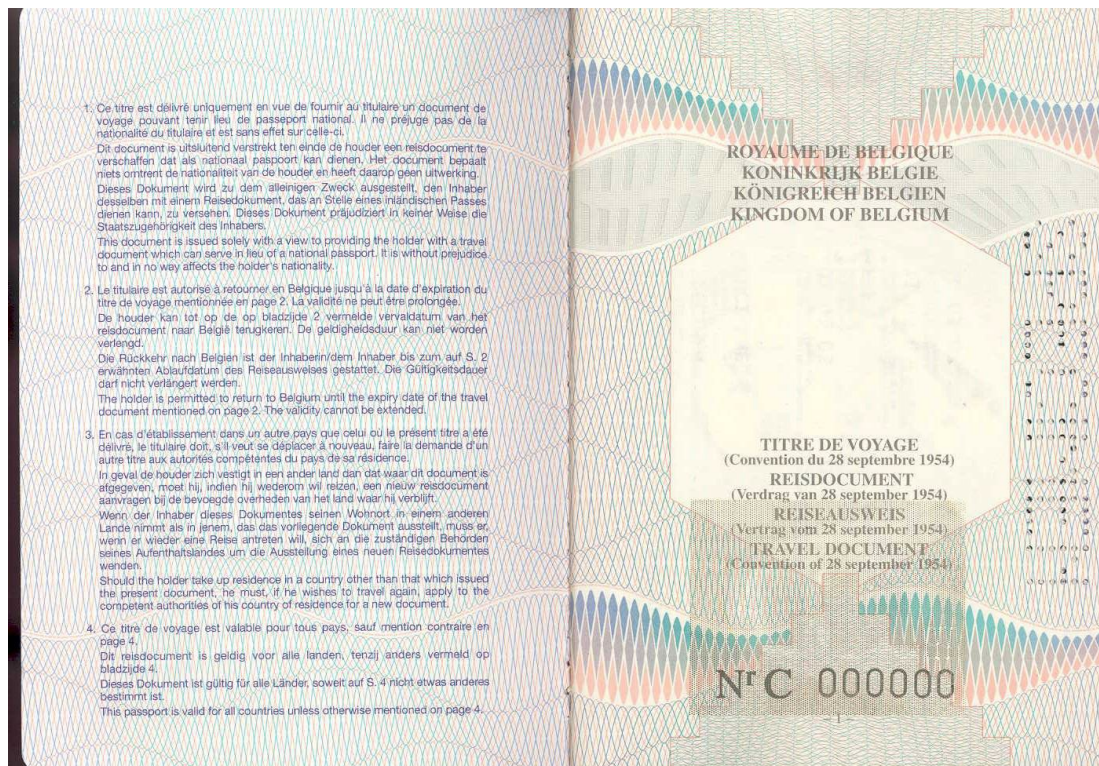 1. Ce titre est délivré uniquement en vue de fournir au titulaire un document de
voyage pouvant tenir lieu de passeport national. Il ne préjuge pas de la
nationalité du titulaire et est sans effet sur celle-ci.
Dit document is uitsluitend verstrekt ten einde de houder een reisdocument te
verschaffen dat als nationaal paspoort kan dienen. Het document bepaalt
niets omtrent de nationaliteit van de houder en heeft daarop geen uitwerking.
Dieses Dokument wird zu dem alleinigen Zweck ausgestellt, den Inhaber
desselben mit einem Reisedokument, das an Stelle eines inländischen Passes
dienen kann, zu versehen. Dieses Dokument präjudiziert in keiner Weise die
Staatszugehörigkeit des Inhabers.
This document is issued solely with a view to providing the holder with a travel
document which can serve in lieu of a national passport. It is without prejudice
to and in no way affects the holder's nationality.
2. Le titulaire est autorisé à retourner en Belgique jusqu'à la date d'expiration du
titre de voyage mentionnée en page 2. La validité ne peut être prolongée.
De houder kan tot op de op bladzijde 2 vermelde vervaldatum van het
reisdocument naar België terugkeren. De geldigheidsduur kan niet worden
verlengd.
Die Rückkehr nach Belgien ist der Inhaberin/dem Inhaber bis zum auf S. 2
erwähnten Ablaufdatum des Reiseausweises gestattet. Die Gültigkeitsdauer
darf nicht verlängert werden.
The holder is permitted to return to Belgium until the expiry date of the travel
document mentioned on page 2. The validity cannot be extended.
3. En cas d'établissement dans un autre pays que celui où le présent titre a été
délivré, le titulaire doit, s'il veut se déplacer à nouveau, faire la demande d'un
autre titre aux autorités compétentes du pays de sa résidence.
In geval de houder zich vestigt in een ander land dan dat waar dit document is
afgegeven, moet hij, indien hij wederom wil reizen, een nieuw reisdocument
aanvragen bij de bevoegde overheden van het land waar hij verblijft.
Wenn der Inhaber dieses Dokumentes seinen Wohnort in einem anderen
Lande nimmt als in jenem, das das vorliegende Dokument ausstellt, muss er,
wenn er wieder eine Reise antreten will, sich an die zuständigen Behörden
seines Aufenthaltslandes um die Ausstellung eines neuen Reisedokumentes
wenden.
Should the holder take up residence in a country other than that which issued
the present document, he must, if he wishes to travel again, apply to the
competent authorities of his country of residence for a new document.
4. Ce titre de voyage est valable pour tous pays, sauf mention contraire en
page 4.
Dit reisdocument is geldig voor alle landen, tenzij anders vermeld op
bladzijde 4.
Dieses Dokument ist gültig für alle Länder, soweit auf S. 4 nicht etwas anderes
bestimmt ist.
This passport is valid for all countries unless otherwise mentioned on page 4.
ROYAUME DE BELGIQUE
KONINKRIJK BELGIE
KÖNIGREICH BELGIEN
KINGDOM OF BELGIUM
TITRE DE VOYAGE
(Convention du 28 septembre 1954)
REISDOCUMENT
(Verdrag van 28 september 1954)
REISEAUSWEIS
(Vertrag vom 28 september 1954)
TRAVEL DOCUMENT
(Convention of 28 september 1954)
Nr C 000000
– 1 –